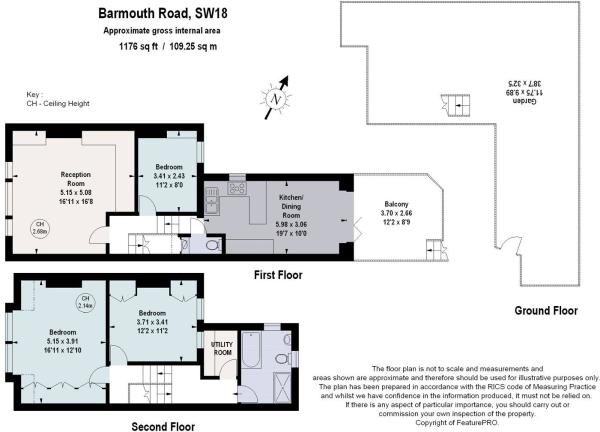 Barmouth Road, SW18
Approximate gross internal area
1176 sq ft / 109.25 sq m
Key :
CH - Ceiling Height
N
Garden
11.75 x 9.89
38'7 x 32'5
Reception
Room
5.15 x 5.08
16'11 x 16'8
CH
2.68m
Bedroom
3.41 x 2.43
11'2 x 8'0
Kitchen/
Dining
Room
5.98 x 3.06
19'7 x 10'0
Balcony
3.70 x 2.66
12'2 x 8'9
First Floor
Ground Floor
CH
2.14m
Bedroom
5.15 x 3.91
16'11 x 12'10
Bedroom
3.71 x 3.41
12'2 x 11'2
UTILITY
ROOM
Second Floor
The floor plan is not to scale and measurements and
areas shown are approximate and therefore should be used for illustrative purposes only.
The plan has been prepared in accordance with the RICS code of Measuring Practice
and whilst we have confidence in the information produced, it must not be relied on.
If there is any aspect of particular importance, you should carry out or
commission your own inspection of the property.
Copyright of FeaturePRO.